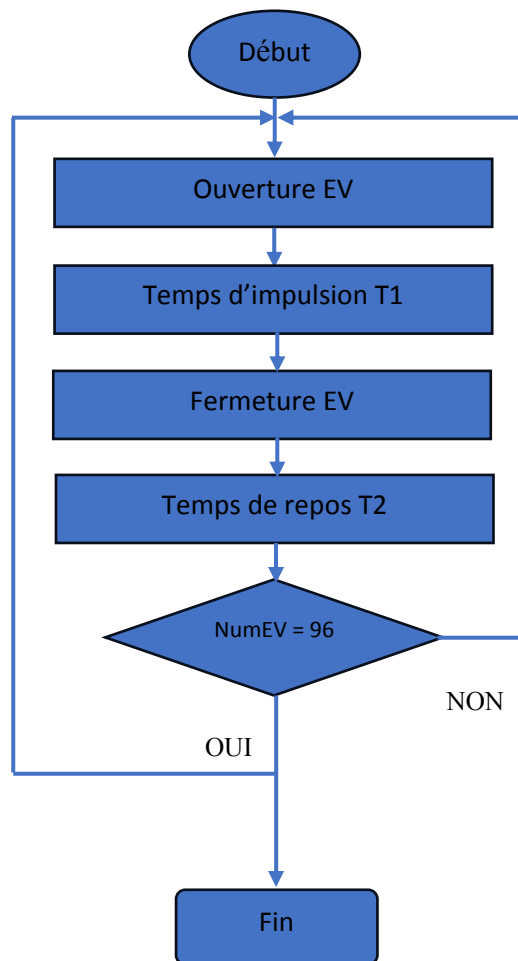 Début
Ouverture EV
Temps d’impulsion T1
Fermeture EV
Temps de repos T2
NumEV = 96
NON
OUI
Fin